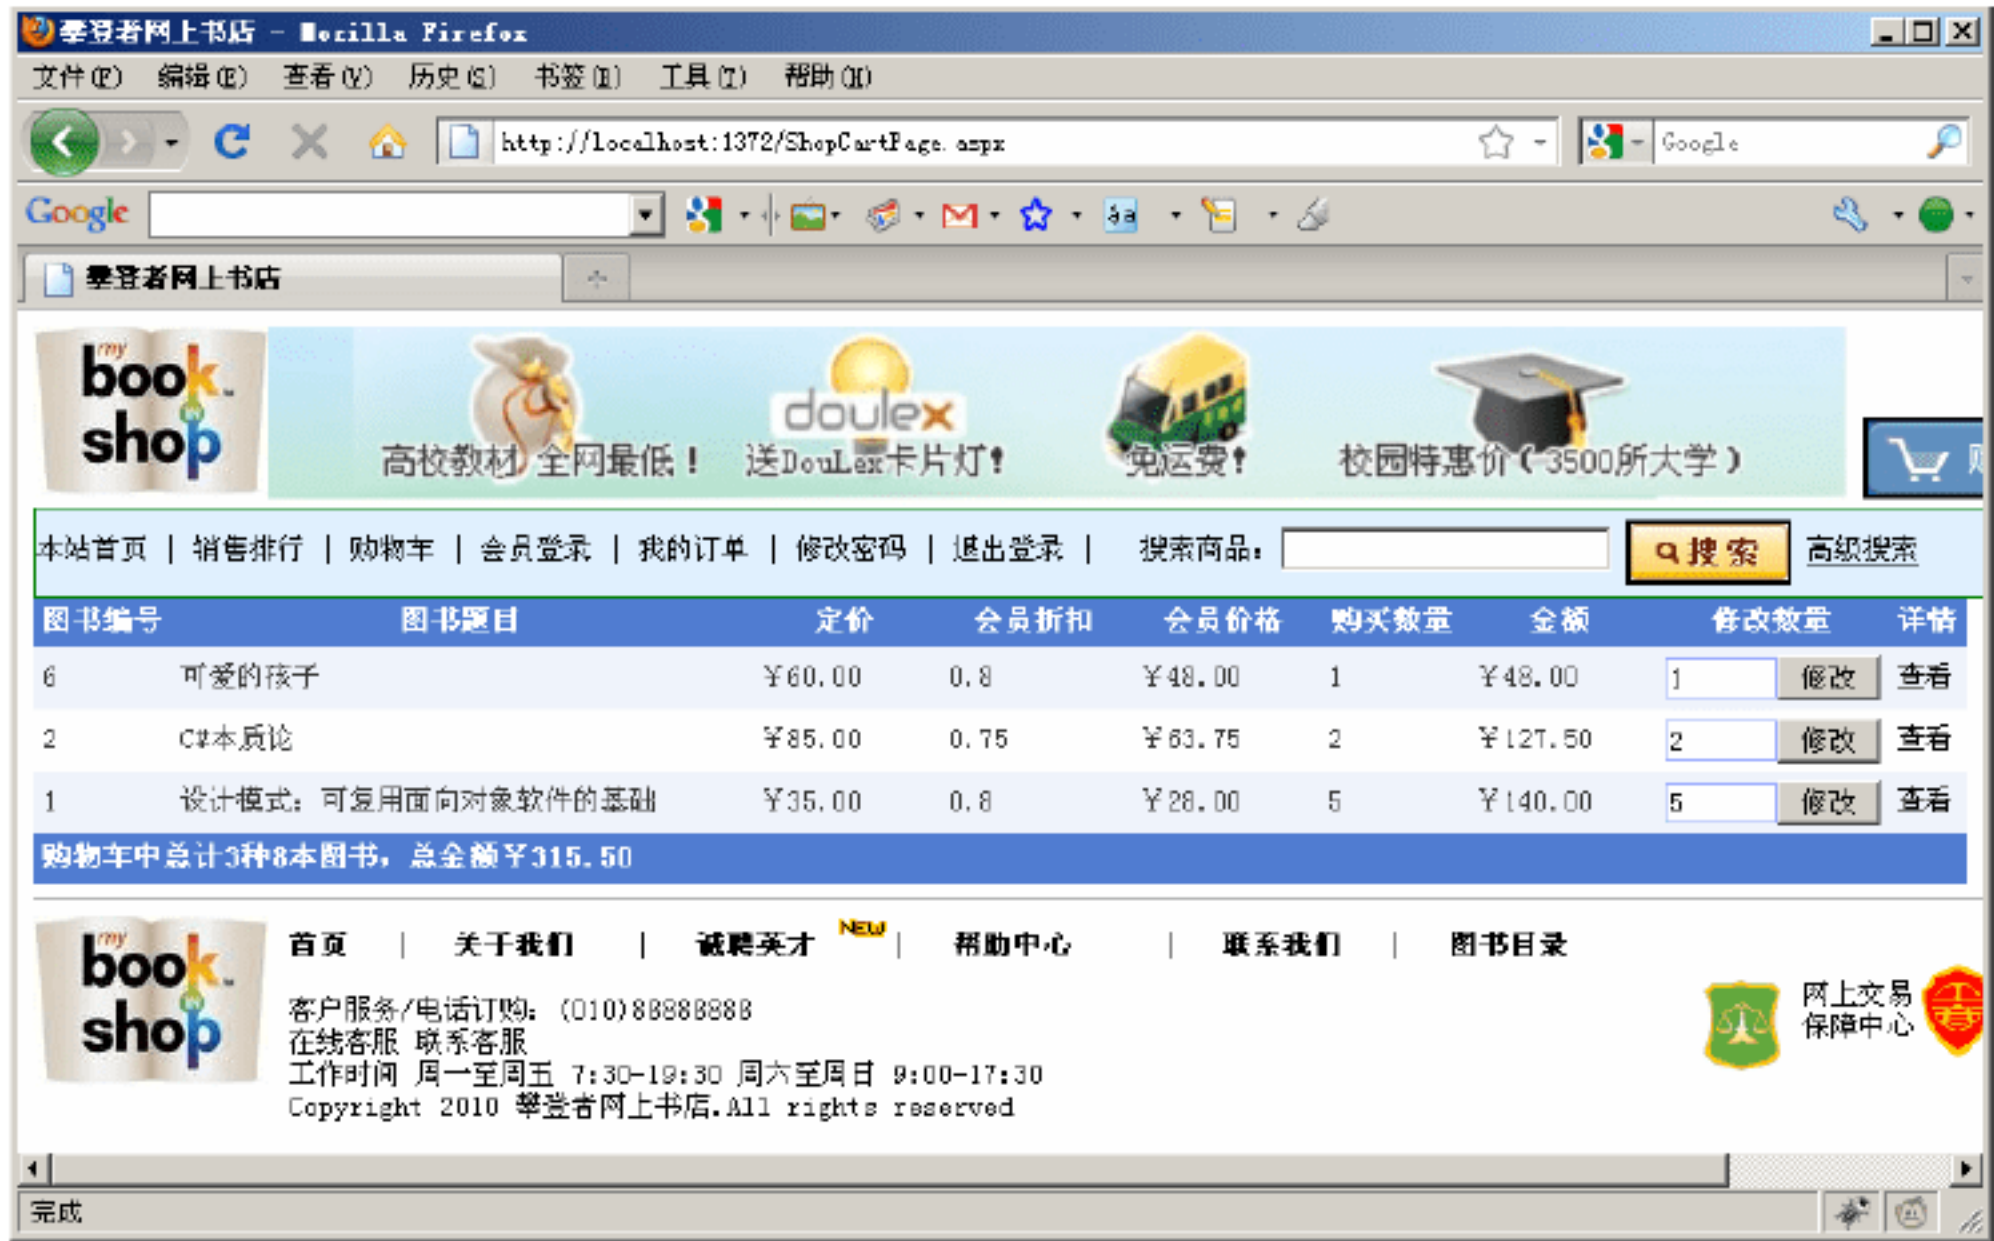 攀登者网上书店 - Mozilla Firefox
文件(F) 编辑(E) 查看(V) 历史(S) 书签(B) 工具(T) 帮助(H)
http://localhost:1372/ShopCartPage.aspx Google
Google
攀登者网上书店
my book in shop
doulex
高校教材 全网最低！ 送DouLex卡片灯！ 免运费！ 校园特惠价（3500所大学）
本站首页 | 销售排行 | 购物车 | 会员登录 | 我的订单 | 修改密码 | 退出登录 | 搜索商品： 搜索 高级搜索
图书编号 图书题目 定价 会员折扣 会员价格 购买数量 金额 修改数量 详情
6 可爱的孩子 ￥60.00 0.8 ￥48.00 1 ￥48.00 1 修改 查看
2 C#本质论 ￥85.00 0.75 ￥63.75 2 ￥127.50 2 修改 查看
1 设计模式：可复用面向对象软件的基础 ￥35.00 0.8 ￥28.00 5 ￥140.00 5 修改 查看
购物车中总计3种8本图书，总金额￥315.50
my book in shop
首页 | 关于我们 | 诚聘英才 NEW | 帮助中心 | 联系我们 | 图书目录
客户服务/电话订购：(010)88888888
在线客服 联系客服
工作时间 周一至周五 7:30-19:30 周六至周日 9:00-17:30
Copyright 2010 攀登者网上书店.All rights reserved
网上交易
保障中心
完成